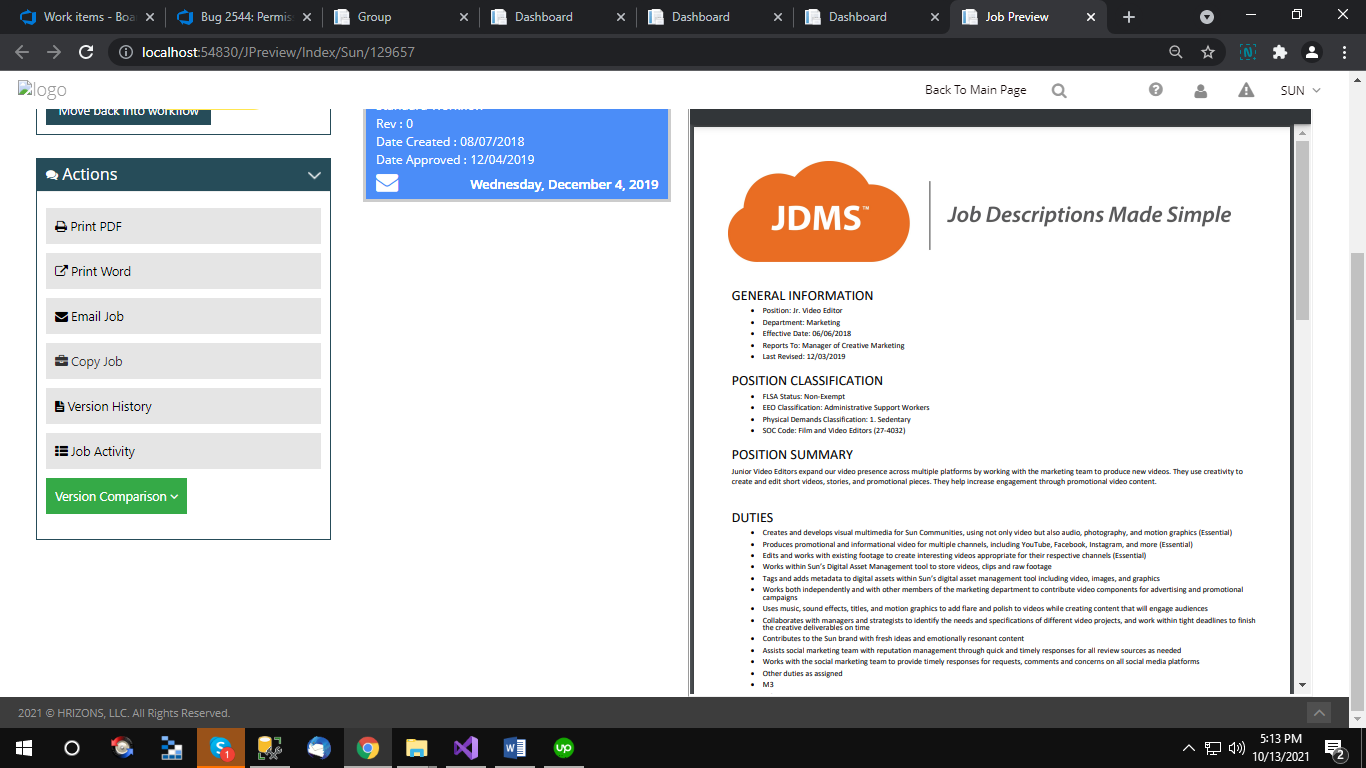 Work items - Boa
Bug 2544: Permis
Group
Dashboard
Dashboard
Dashboard
Job Preview
localhost:54830/JPreview/Index/Sun/129657
logo
Back To Main Page
SUN
Move back into workflow
Actions
Print PDF
Print Word
Email Job
Copy Job
Version History
Job Activity
Version Comparison
Standard Workflow
Rev : 0
Date Created : 08/07/2018
Date Approved : 12/04/2019
Wednesday, December 4, 2019
JDMS™
Job Descriptions Made Simple
GENERAL INFORMATION
• Position: Jr. Video Editor
• Department: Marketing
• Effective Date: 06/06/2018
• Reports To: Manager of Creative Marketing
• Last Revised: 12/03/2019
POSITION CLASSIFICATION
• FLSA Status: Non-Exempt
• EEO Classification: Administrative Support Workers
• Physical Demands Classification: 1. Sedentary
• SOC Code: Film and Video Editors (27-4032)
POSITION SUMMARY
Junior Video Editors expand our video presence across multiple platforms by working with the marketing team to produce new videos. They use creativity to
create and edit short videos, stories, and promotional pieces. They help increase engagement through promotional video content.
DUTIES
• Creates and develops visual multimedia for Sun Communities, using not only video but also audio, photography, and motion graphics (Essential)
• Produces promotional and informational video for multiple channels, including YouTube, Facebook, Instagram, and more (Essential)
• Edits and works with existing footage to create interesting videos appropriate for their respective channels (Essential)
• Works within Sun's Digital Asset Management tool to store videos, clips and raw footage
• Tags and adds metadata to digital assets within Sun's digital asset management tool including video, images, and graphics
• Works both independently and with other members of the marketing department to contribute video components for advertising and promotional
campaigns
• Uses music, sound effects, titles, and motion graphics to add flare and polish to videos while creating content that will engage audiences
• Collaborates with managers and strategists to identify the needs and specifications of different video projects, and work within tight deadlines to finish
the creative deliverables on time
• Contributes to the Sun brand with fresh ideas and emotionally resonant content
• Assists social marketing team with reputation management through quick and timely responses for all review sources as needed
• Works with the social marketing team to provide timely responses for requests, comments and concerns on all social media platforms
• Other duties as assigned
• M3
2021 © HRIZONS, LLC. All Rights Reserved.
1
up
5:13 PM
10/13/2021
2